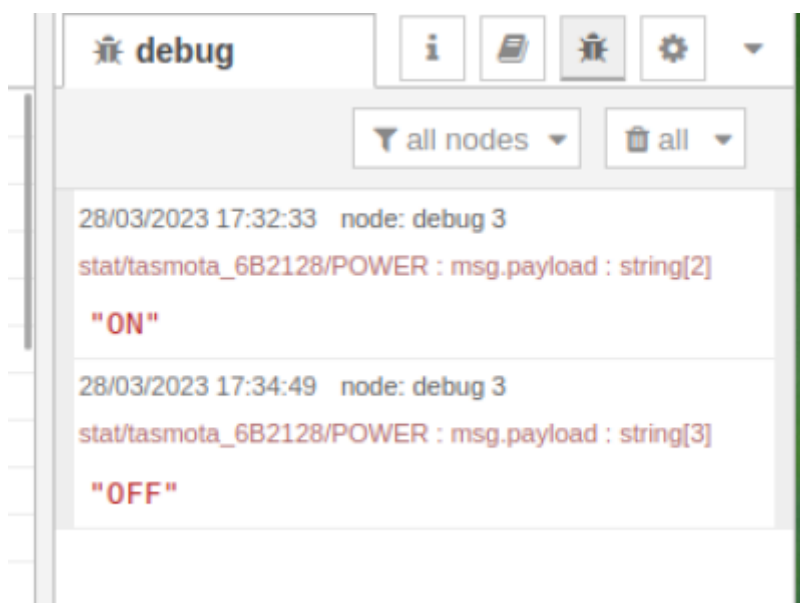 debug
all nodes
all
28/03/2023 17:32:33 node: debug 3
stat/tasmota_6B2128/POWER : msg.payload : string[2]
"ON"
28/03/2023 17:34:49 node: debug 3
stat/tasmota_6B2128/POWER : msg.payload : string[3]
"OFF"